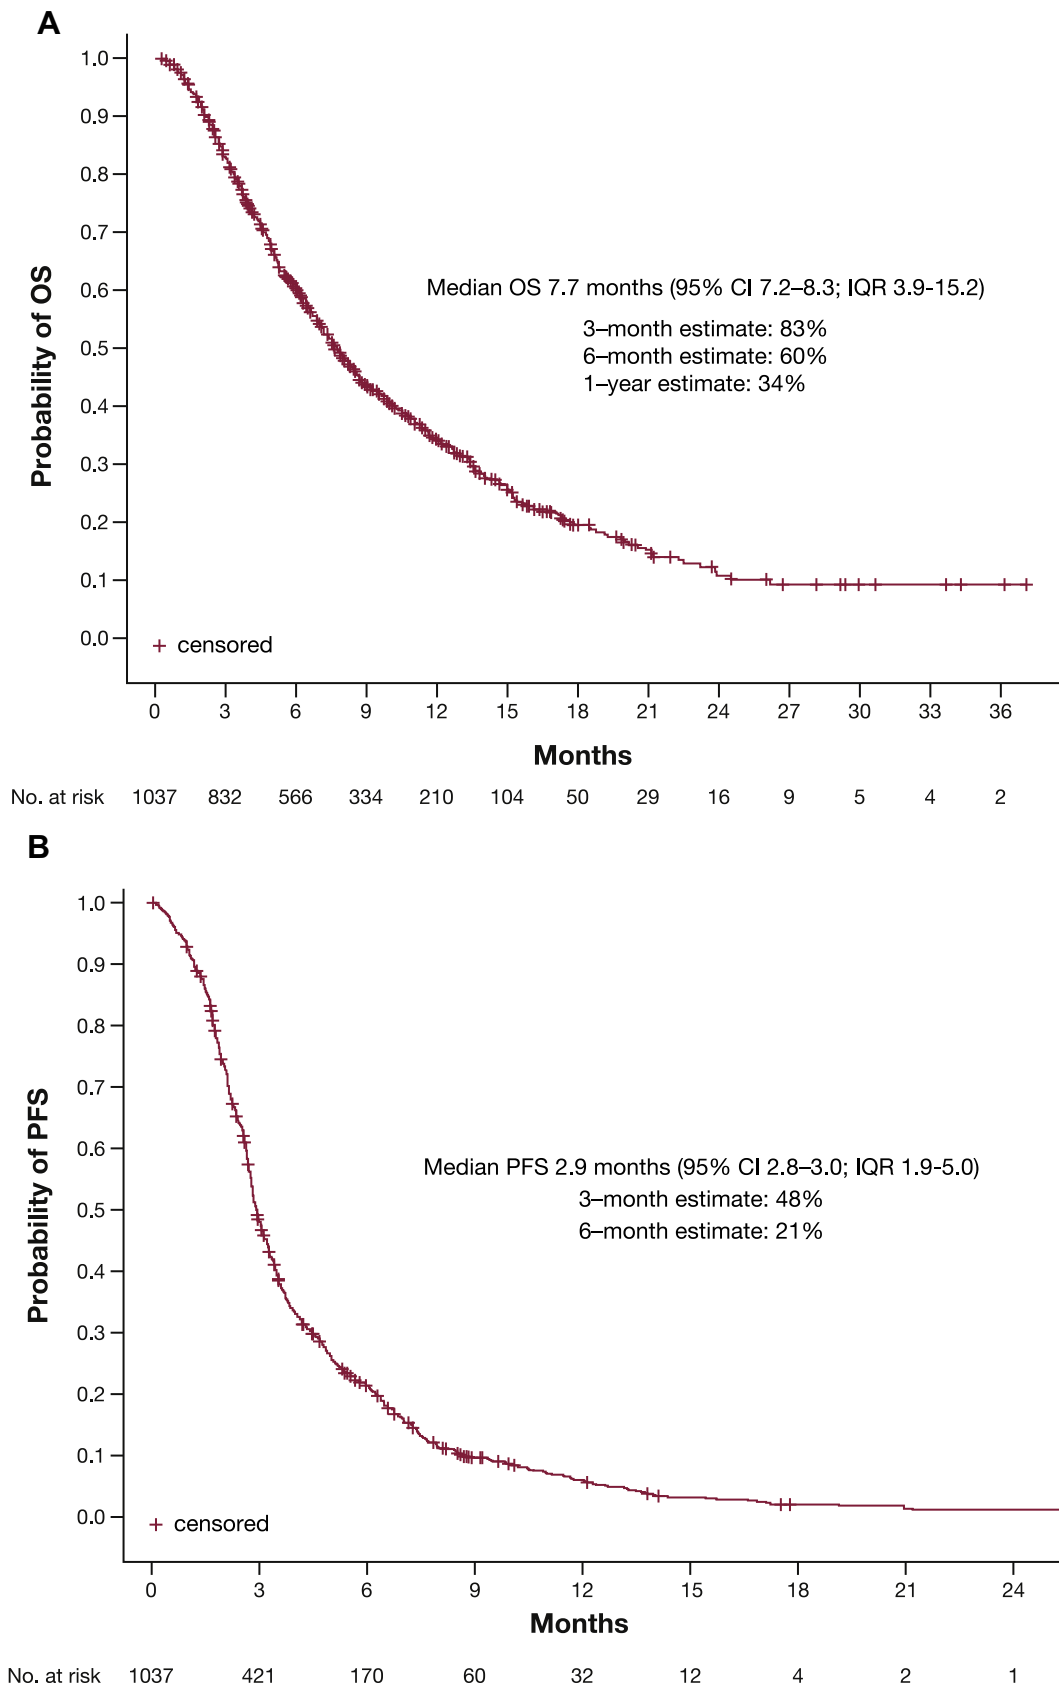 A
1.0
0.9
0.8
0.7
0.6
0.5
0.4
0.3
0.2
0.1
0.0
Probability of OS
Median OS 7.7 months (95% CI 7.2–8.3; IQR 3.9-15.2)
3–month estimate: 83%
6–month estimate: 60%
1–year estimate: 34%
+ censored
0 3 6 9 12 15 18 21 24 27 30 33 36
Months
No. at risk 1037 832 566 334 210 104 50 29 16 9 5 4 2
B
1.0
0.9
0.8
0.7
0.6
0.5
0.4
0.3
0.2
0.1
0.0
Probability of PFS
Median PFS 2.9 months (95% CI 2.8–3.0; IQR 1.9-5.0)
3–month estimate: 48%
6–month estimate: 21%
+ censored
0 3 6 9 12 15 18 21 24
Months
No. at risk 1037 421 170 60 32 12 4 2 1